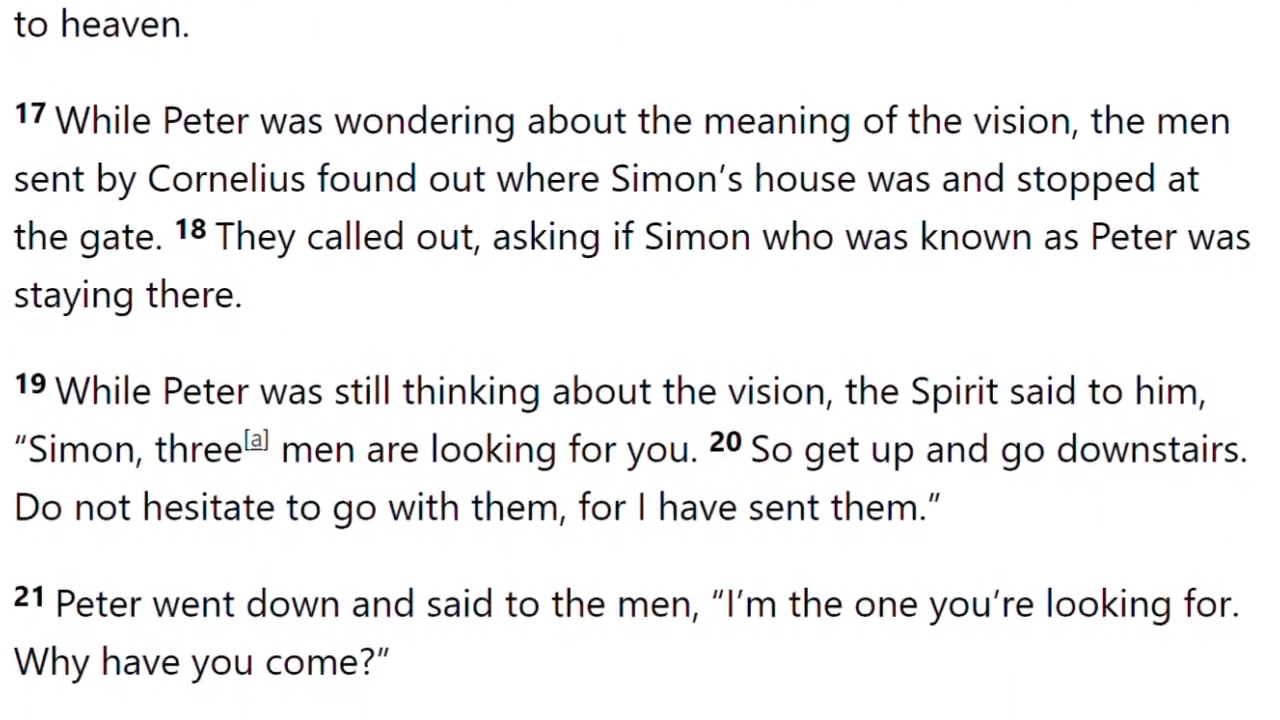 to heaven.
17 While Peter was wondering about the meaning of the vision, the men
sent by Cornelius found out where Simon’s house was and stopped at
the gate. 18 They called out, asking if Simon who was known as Peter was
staying there.
19 While Peter was still thinking about the vision, the Spirit said to him,
“Simon, three[a] men are looking for you. 20 So get up and go downstairs.
Do not hesitate to go with them, for I have sent them.”
21 Peter went down and said to the men, “I’m the one you’re looking for.
Why have you come?”